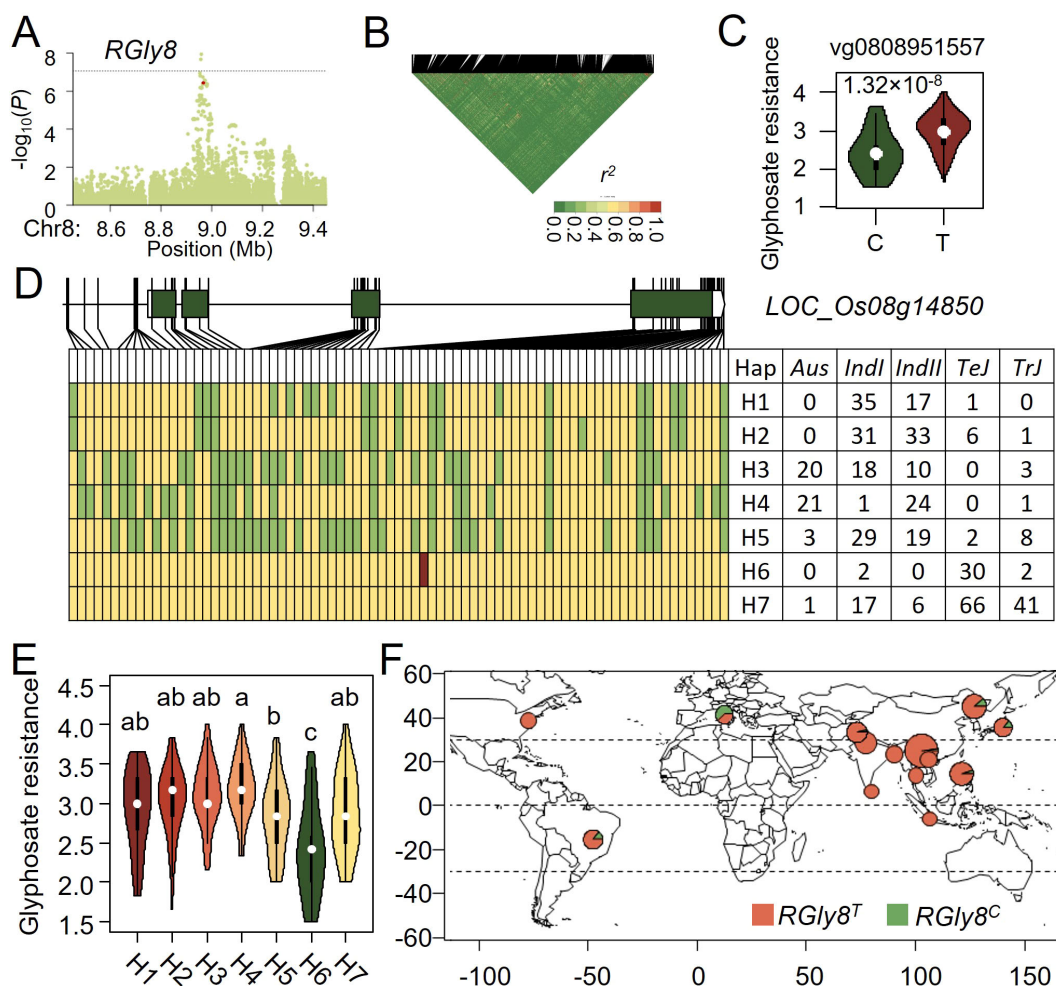 A
RGly8
-log10(P)
8
6
4
2
0
Chr8: 8.6 8.8 9.0 9.2 9.4
Position (Mb)
B
r²
0.0 0.2 0.4 0.6 0.8 1.0
C
vg0808951557
1.32×10⁻⁸
Glyphosate resistance
4
3
2
1
C T
D
LOC_Os08g14850
Hap Aus IndI IndII TeJ TrJ
H1 0 35 17 1 0
H2 0 31 33 6 1
H3 20 18 10 0 3
H4 21 1 24 0 1
H5 3 29 19 2 8
H6 0 2 0 30 2
H7 1 17 6 66 41
E
Glyphosate resistance
4.5
4.0
3.5
3.0
2.5
2.0
1.5
ab ab ab a b c ab
H1 H2 H3 H4 H5 H6 H7
F
60
40
20
0
-20
-40
-60
RGly8ᵀ RGly8ᶜ
-100 -50 0 50 100 150